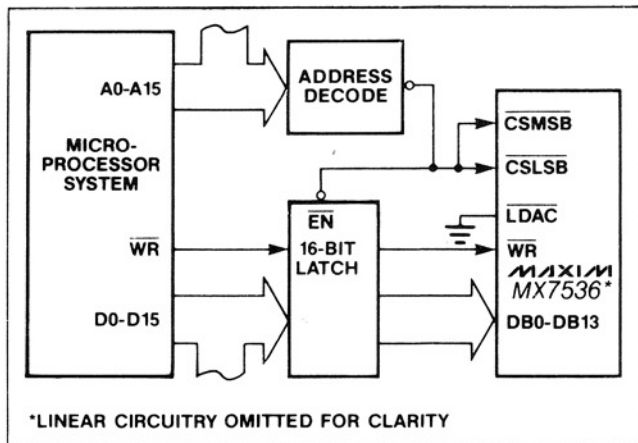 A0-A15
MICRO-
PROCESSOR
SYSTEM
WR
D0-D15
ADDRESS
DECODE
EN
16-BIT
LATCH
CSMSB
CSLSB
LDAC
WR
MAXIM
MX7536*
DB0-DB13
*LINEAR CIRCUITRY OMITTED FOR CLARITY